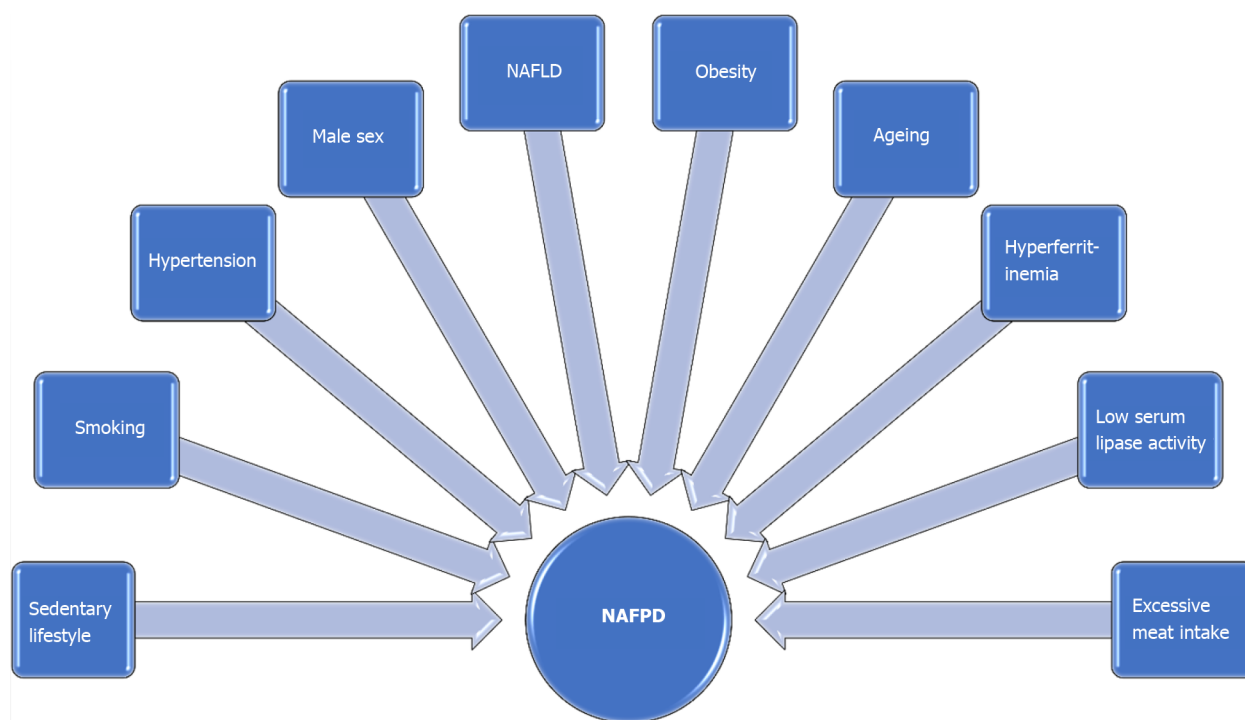 NAFLD
Obesity
Male sex
Ageing
Hypertension
Hyperferrit-
inemia
Smoking
Low serum
lipase activity
Sedentary
lifestyle
NAFPD
Excessive
meat intake